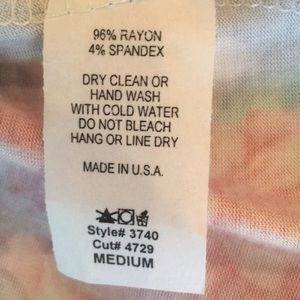 96% RAYON
4% SPANDEX
DRY CLEAN OR
HAND WASH
WITH COLD WATER
DO NOT BLEACH
HANG OR LINE DRY
MADE IN U.S.A.
Style# 3740
Cut# 4729
MEDIUM